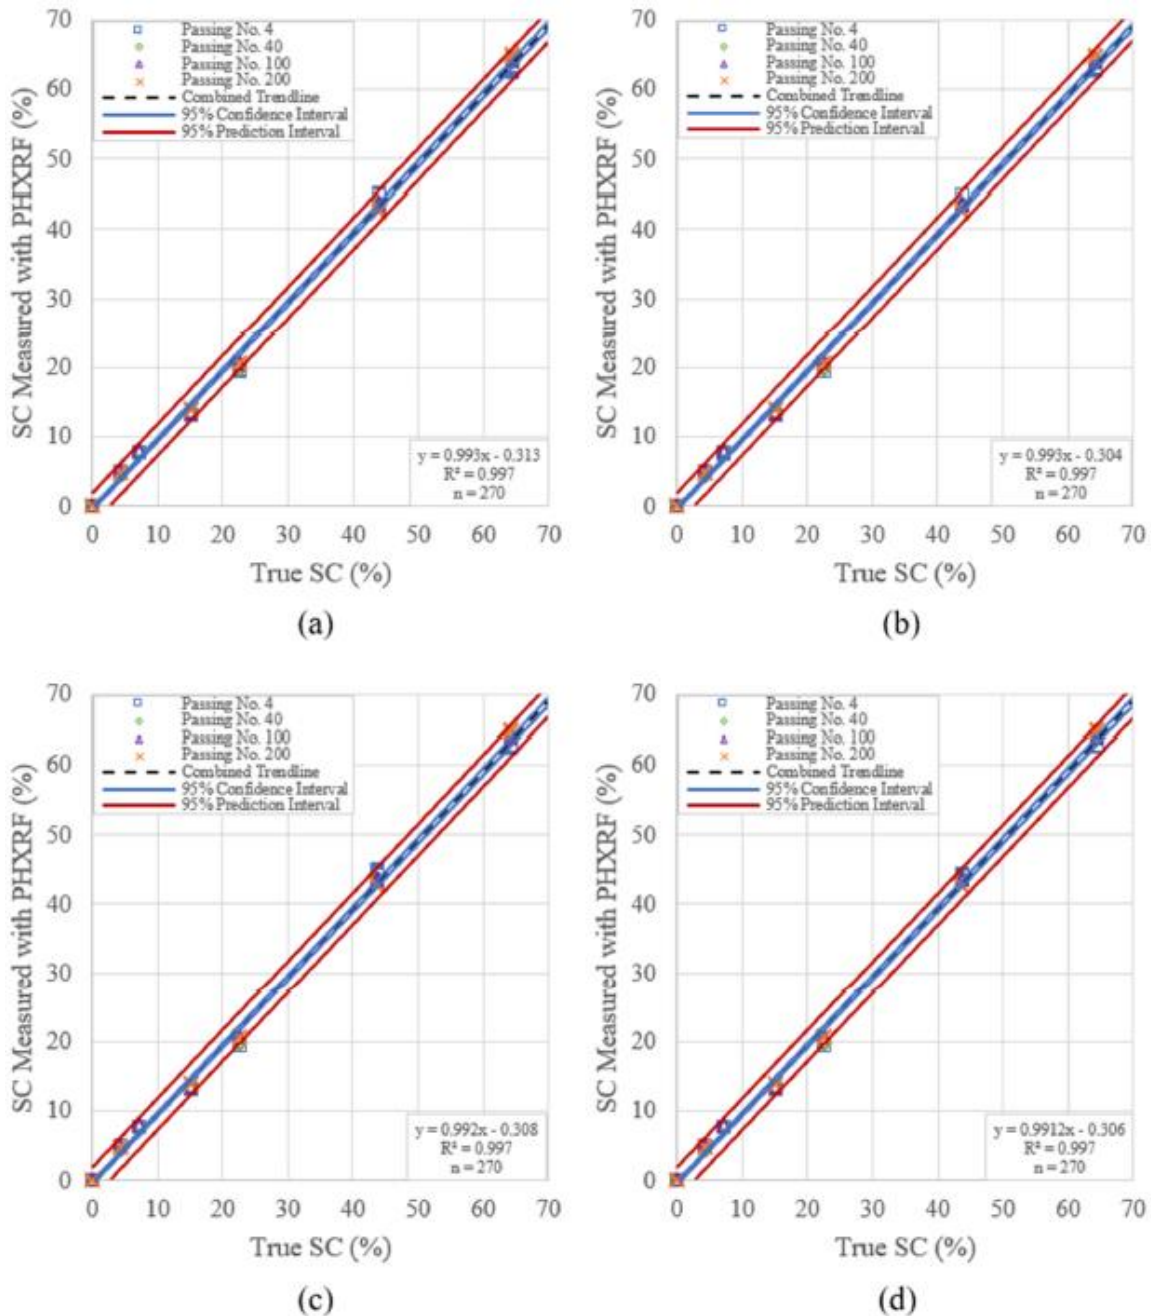 70
60
50
40
30
20
10
0
SC Measured with PHXRF (%)
Passing No. 4
Passing No. 40
Passing No. 100
Passing No. 200
Combined Trendline
95% Confidence Interval
95% Prediction Interval
y = 0.993x - 0.313
R² = 0.997
n = 270
0 10 20 30 40 50 60 70
True SC (%)
(a)
70
60
50
40
30
20
10
0
SC Measured with PHXRF (%)
Passing No. 4
Passing No. 40
Passing No. 100
Passing No. 200
Combined Trendline
95% Confidence Interval
95% Prediction Interval
y = 0.993x - 0.304
R² = 0.997
n = 270
0 10 20 30 40 50 60 70
True SC (%)
(b)
70
60
50
40
30
20
10
0
SC Measured with PHXRF (%)
Passing No. 4
Passing No. 40
Passing No. 100
Passing No. 200
Combined Trendline
95% Confidence Interval
95% Prediction Interval
y = 0.992x - 0.308
R² = 0.997
n = 270
0 10 20 30 40 50 60 70
True SC (%)
(c)
70
60
50
40
30
20
10
0
SC Measured with PHXRF (%)
Passing No. 4
Passing No. 40
Passing No. 100
Passing No. 200
Combined Trendline
95% Confidence Interval
95% Prediction Interval
y = 0.9912x - 0.306
R² = 0.997
n = 270
0 10 20 30 40 50 60 70
True SC (%)
(d)